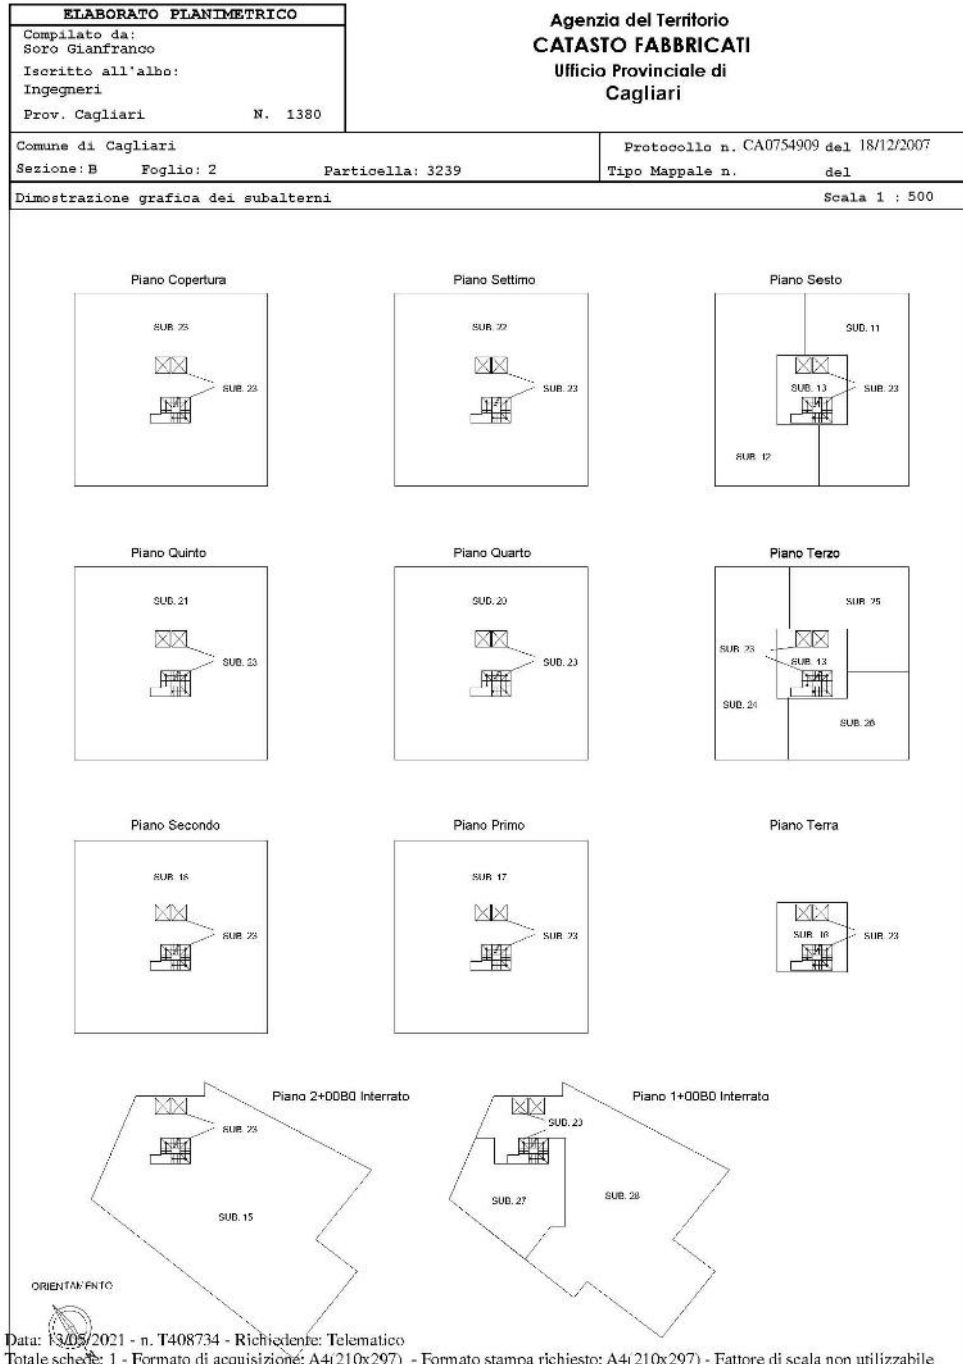 ELABORATO PLANIMETRICO
Compilato da:
Soro Gianfranco
Iscritto all'albo:
Ingegneri
Prov. Cagliari N. 1380
Agenzia del Territorio
CATASTO FABBRICATI
Ufficio Provinciale di
Cagliari
Comune di Cagliari
Sezione: B Foglio: 2 Particella: 3239
Protocollo n. CA0754909 del 18/12/2007
Tipo Mappale n. del
Dimostrazione grafica dei subalterni
Scala 1 : 500
Piano Copertura
SUB. 23
SUB. 23
Piano Settimo
SUB. 22
SUB. 23
Piano Sesto
SUB. 11
SUB. 13
SUB. 23
SUB. 12
Piano Quinto
SUB. 21
SUB. 23
Piano Quarto
SUB. 20
SUB. 23
Piano Terzo
SUB. 25
SUB. 23
SUB. 13
SUB. 24
SUB. 26
Piano Secondo
SUB.
SUB. 23
Piano Primo
SUB. 17
SUB. 23
Piano Terra
SUB. 16
SUB. 23
Piano 2+00B0 Interrato
SUB. 23
SUB. 15
Piano 1+00B0 Interrato
SUB. 23
SUB. 27
SUB. 28
ORIENTAMENTO
Data: 13/05/2021 - n. T408734 - Richiedente: Telematico
Totale schede: 1 - Formato di acquisizione: A4(210x297) - Formato stampa richiesto: A4(210x297) - Fattore di scala non utilizzabile